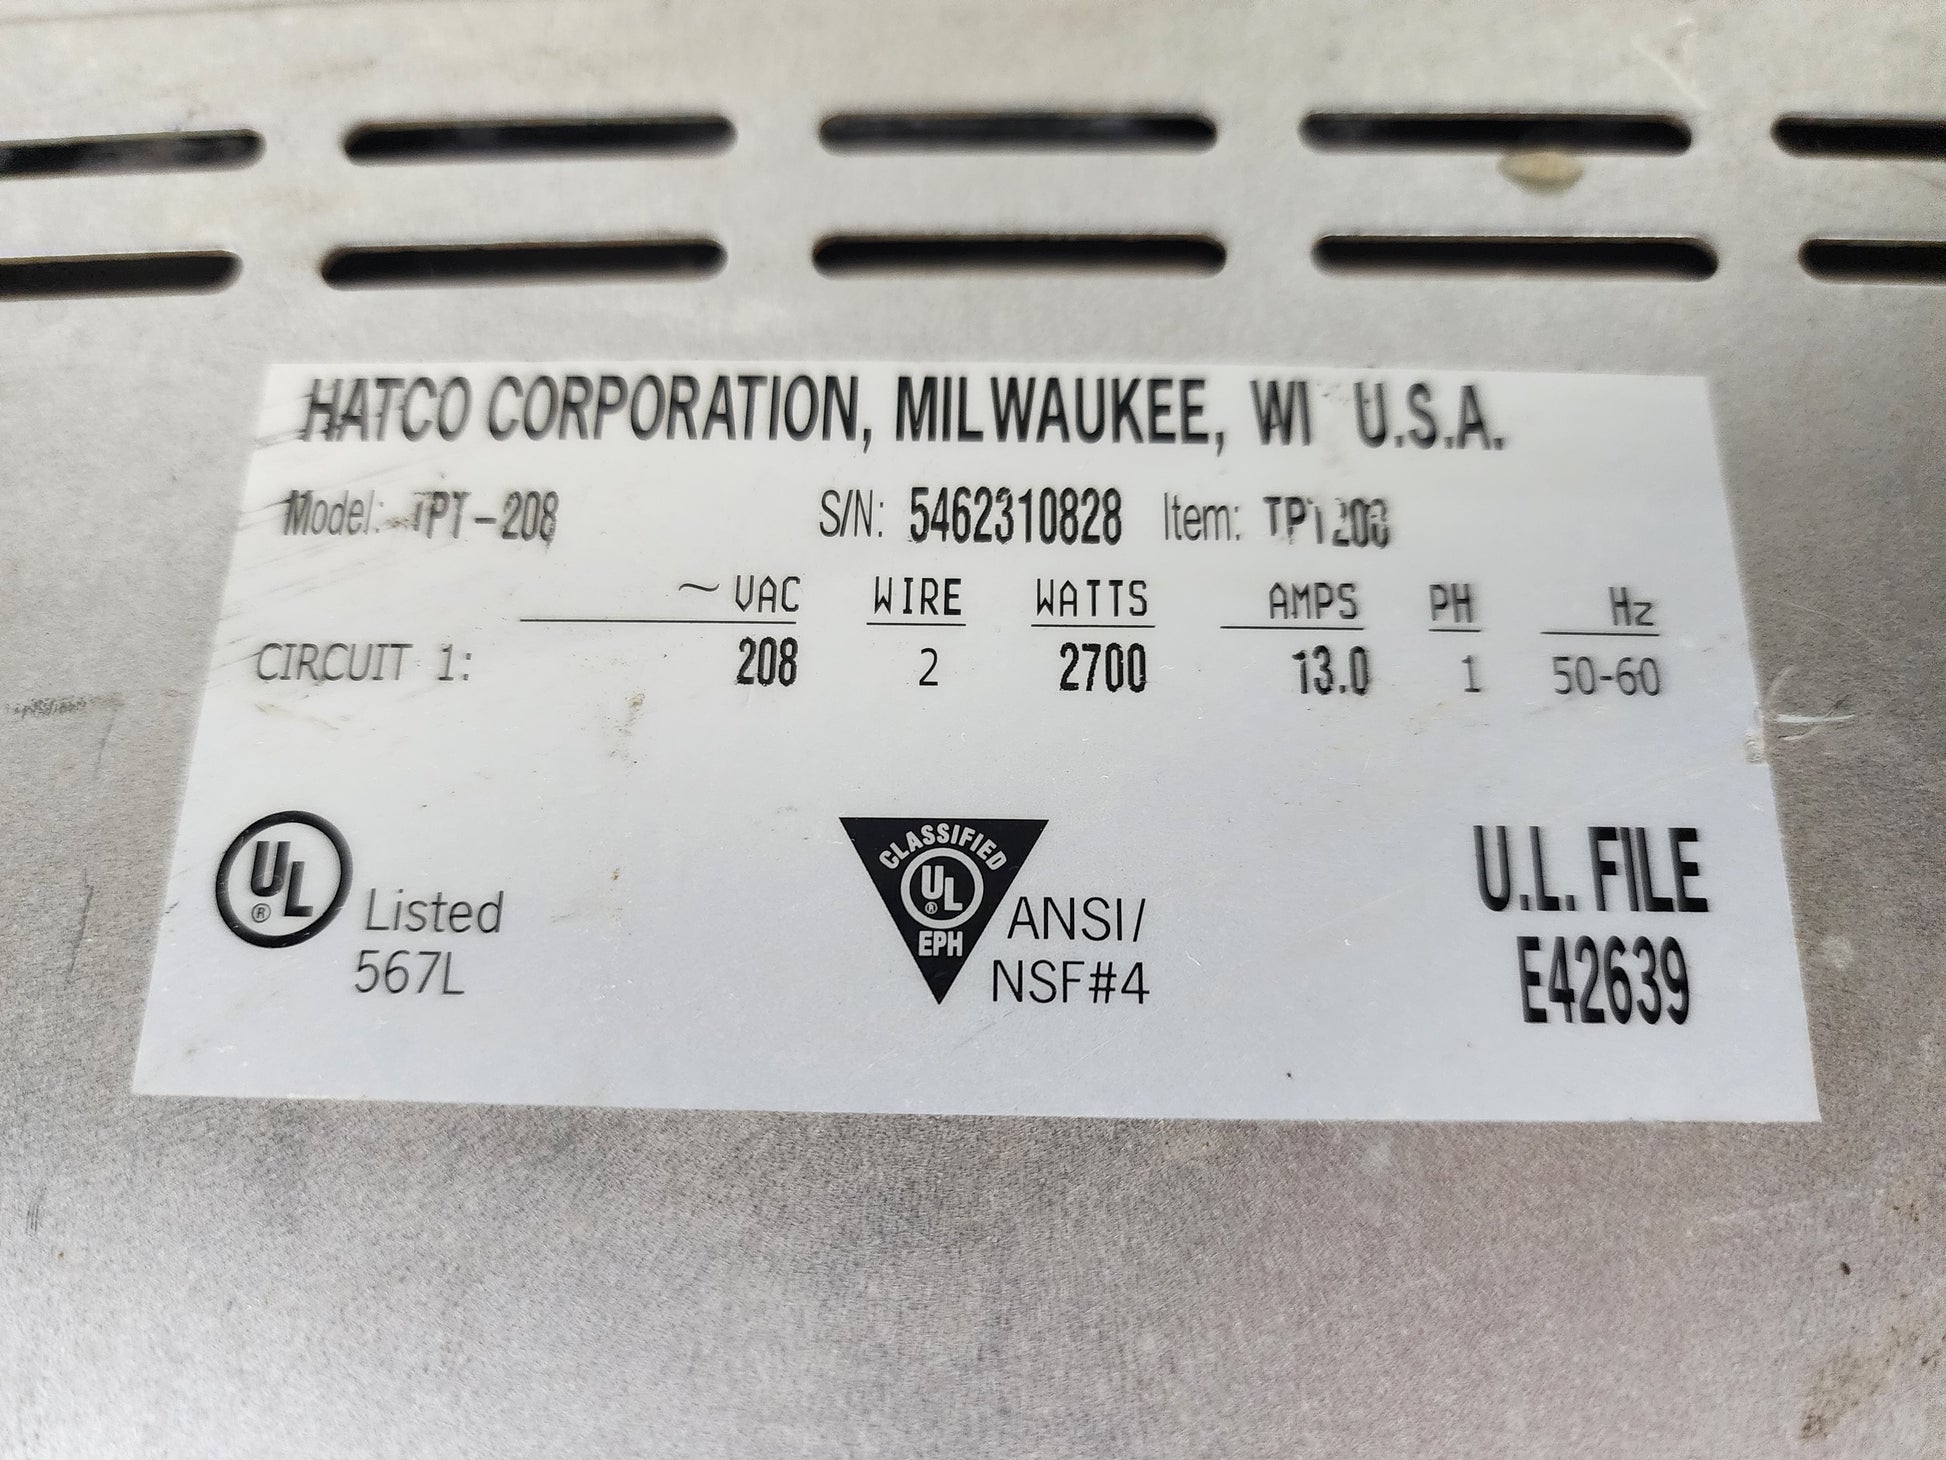 HATCO CORPORATION, MILWAUKEE, WI U.S.A.
Model: TPT-208 S/N: 5462310828 Item: TPT208
~ VAC WIRE WATTS AMPS PH Hz
CIRCUIT 1: 208 2 2700 13.0 1 50-60
UL ® Listed
567L
CLASSIFIED
UL ®
EPH
ANSI/
NSF#4
U.L. FILE
E42639